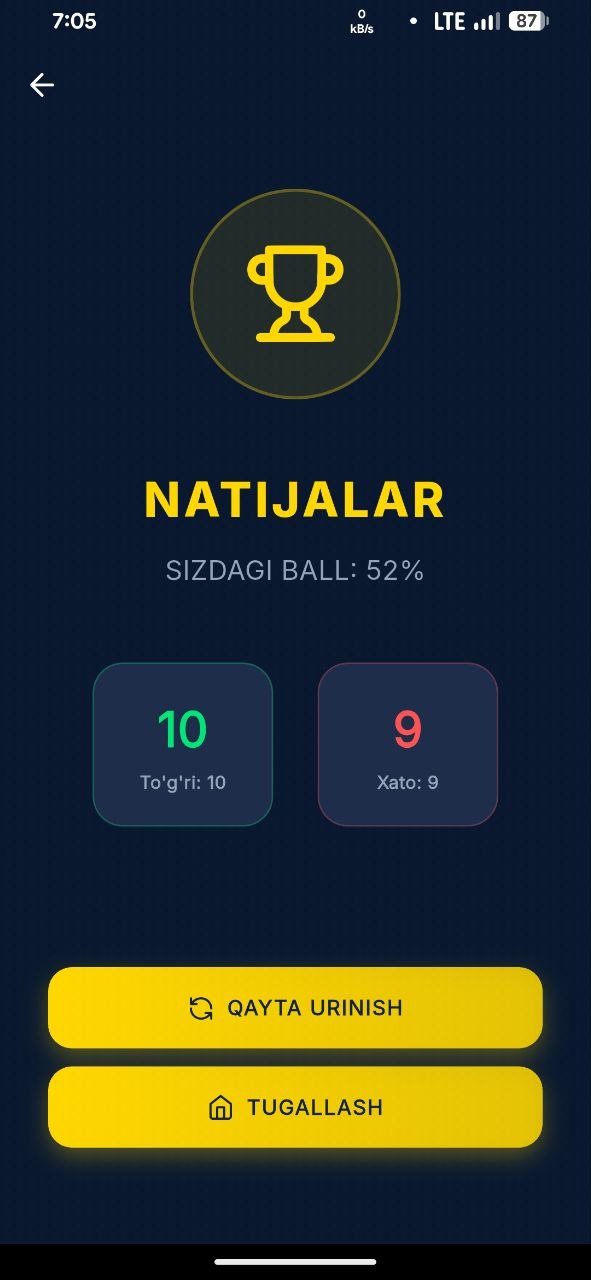 7:05
0
kB/s
LTE
87
NATIJALAR
SIZDAGI BALL: 52%
10
To'g'ri: 10
9
Xato: 9
QAYTA URINISH
TUGALLASH